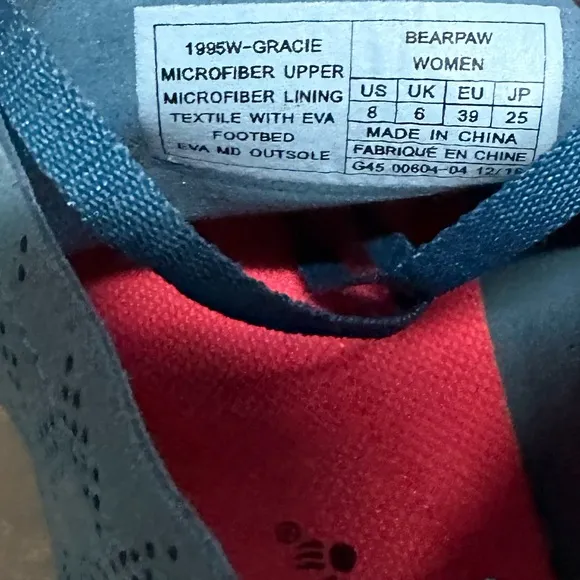 1995W-GRACIE
MICROFIBER UPPER
MICROFIBER LINING
TEXTILE WITH EVA
FOOTBED
EVA MD OUTSOLE
BEARPAW
WOMEN
US UK EU JP
8 6 39 25
MADE IN CHINA
FABRIQUÉ EN CHINE
G45 00604-04